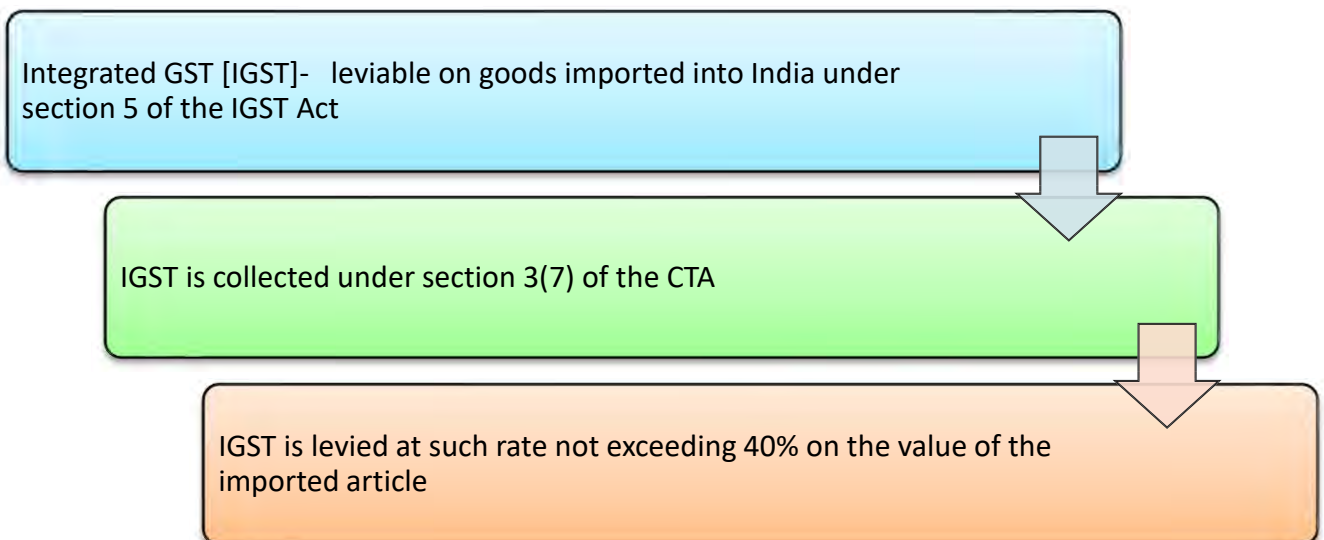 Integrated GST [IGST]-   leviable on goods imported into India under
section 5 of the IGST Act
IGST is collected under section 3(7) of the CTA
IGST is levied at such rate not exceeding 40% on the value of the
imported article